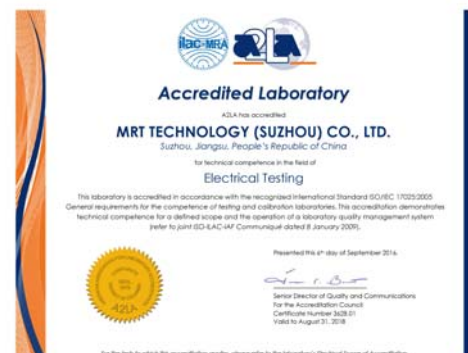 ilac-MRA
A2LA
Accredited Laboratory
A2LA has accredited
MRT TECHNOLOGY (SUZHOU) CO., LTD.
Suzhou, Jiangsu, People's Republic of China
for technical competence in the field of
Electrical Testing
This laboratory is accredited in accordance with the recognized International Standard ISO/IEC 17025:2005
General requirements for the competence of testing and calibration laboratories. This accreditation demonstrates
technical competence for a defined scope and the operation of a laboratory quality management system
(refer to joint ISO-ILAC-IAF Communiqué dated 8 January 2009).
Presented this 6th day of September 2016.
Senior Director of Quality and Communications
For the Accreditation Council
Certificate Number 3628.01
Valid to August 31, 2018
A2LA